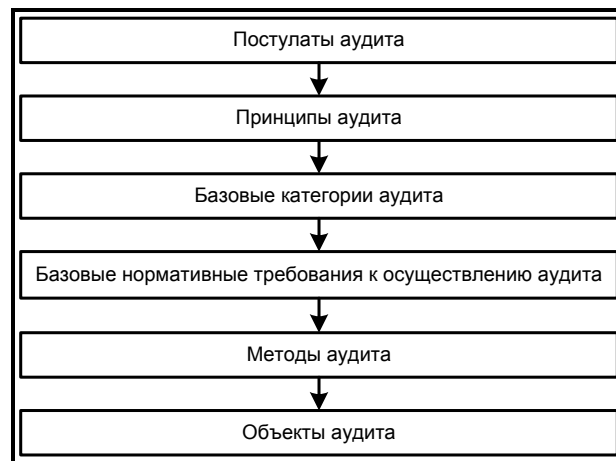 Постулаты аудита
Принципы аудита
Базовые категории аудита
Базовые нормативные требования к осуществлению аудита
Методы аудита
Объекты аудита